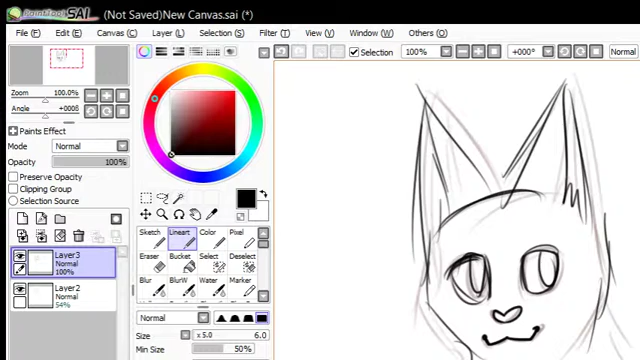 PaintTool SAI (Not Saved)New Canvas.sai (*)
File (F) Edit (E) Canvas (C) Layer (L) Selection (S) Filter (T) View (V) Window (W) Others (O)
Selection 100% +000° Normal
Zoom 100.0%
Angle +0008
Paints Effect
Mode Normal
Opacity 100%
Preserve Opacity
Clipping Group
Selection Source
Layer3
Normal
100%
Layer2
Normal
54%
Sketch Lineart Color Pixel
Eraser Bucket Select Deselect
Blur BlurW Water Marker
Normal
Size x 5.0 6.0
Min Size 50%